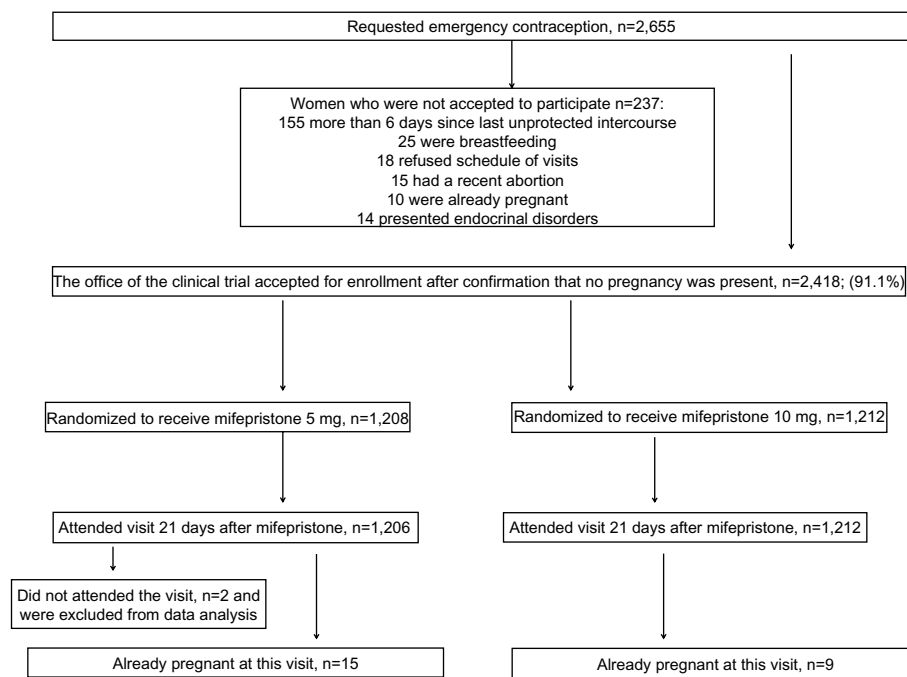 Requested emergency contraception, n=2,655
Women who were not accepted to participate n=237:
155 more than 6 days since last unprotected intercourse
25 were breastfeeding
18 refused schedule of visits
15 had a recent abortion
10 were already pregnant
14 presented endocrinal disorders
The office of the clinical trial accepted for enrollment after confirmation that no pregnancy was present, n=2,418; (91.1%)
Randomized to receive mifepristone 5 mg, n=1,208
Randomized to receive mifepristone 10 mg, n=1,212
Attended visit 21 days after mifepristone, n=1,206
Attended visit 21 days after mifepristone, n=1,212
Did not attended the visit, n=2 and
were excluded from data analysis
Already pregnant at this visit, n=15
Already pregnant at this visit, n=9